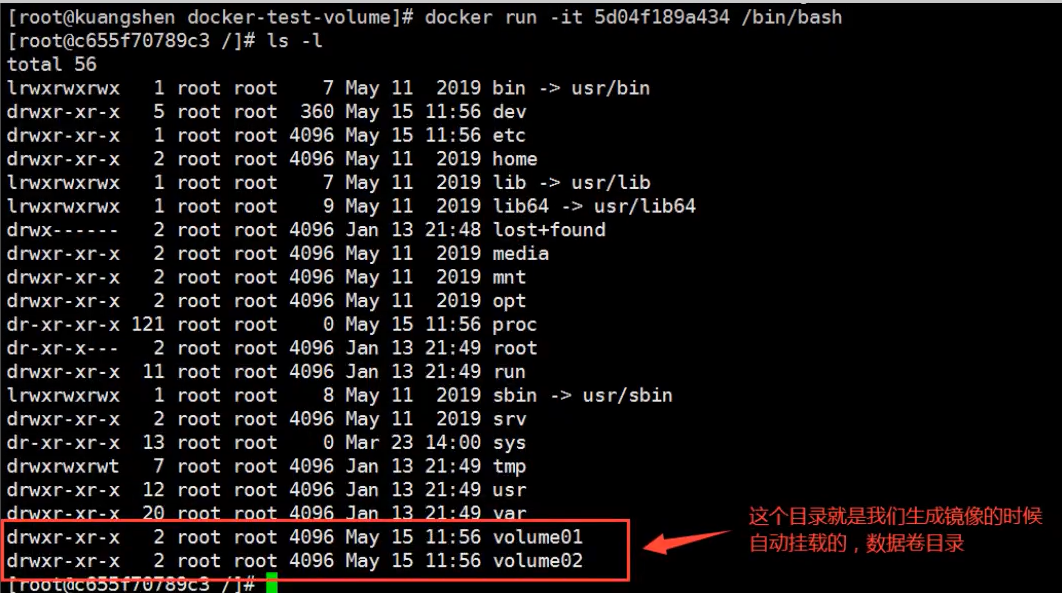 [root@kuangshen docker-test-volume]# docker run -it 5d04f189a434 /bin/bash
[root@c655f70789c3 /]# ls -l
total 56
lrwxrwxrwx   1 root root    7 May 11  2019 bin -> usr/bin
drwxr-xr-x   5 root root  360 May 15 11:56 dev
drwxr-xr-x   1 root root 4096 May 15 11:56 etc
drwxr-xr-x   2 root root 4096 May 11  2019 home
lrwxrwxrwx   1 root root    7 May 11  2019 lib -> usr/lib
lrwxrwxrwx   1 root root    9 May 11  2019 lib64 -> usr/lib64
drwx------   2 root root 4096 Jan 13 21:48 lost+found
drwxr-xr-x   2 root root 4096 May 11  2019 media
drwxr-xr-x   2 root root 4096 May 11  2019 mnt
drwxr-xr-x   2 root root 4096 May 11  2019 opt
dr-xr-xr-x 121 root root    0 May 15 11:56 proc
dr-xr-x---   2 root root 4096 Jan 13 21:49 root
drwxr-xr-x  11 root root 4096 Jan 13 21:49 run
lrwxrwxrwx   1 root root    8 May 11  2019 sbin -> usr/sbin
drwxr-xr-x   2 root root 4096 May 11  2019 srv
dr-xr-xr-x  13 root root    0 Mar 23 14:00 sys
drwxrwxrwt   7 root root 4096 Jan 13 21:49 tmp
drwxr-xr-x  12 root root 4096 Jan 13 21:49 usr
drwxr-xr-x  20 root root 4096 Jan 13 21:49 var
drwxr-xr-x   2 root root 4096 May 15 11:56 volume01
drwxr-xr-x   2 root root 4096 May 15 11:56 volume02
[root@c655f70789c3 /]#
这个目录就是我们生成镜像的时候
自动挂载的，数据卷目录